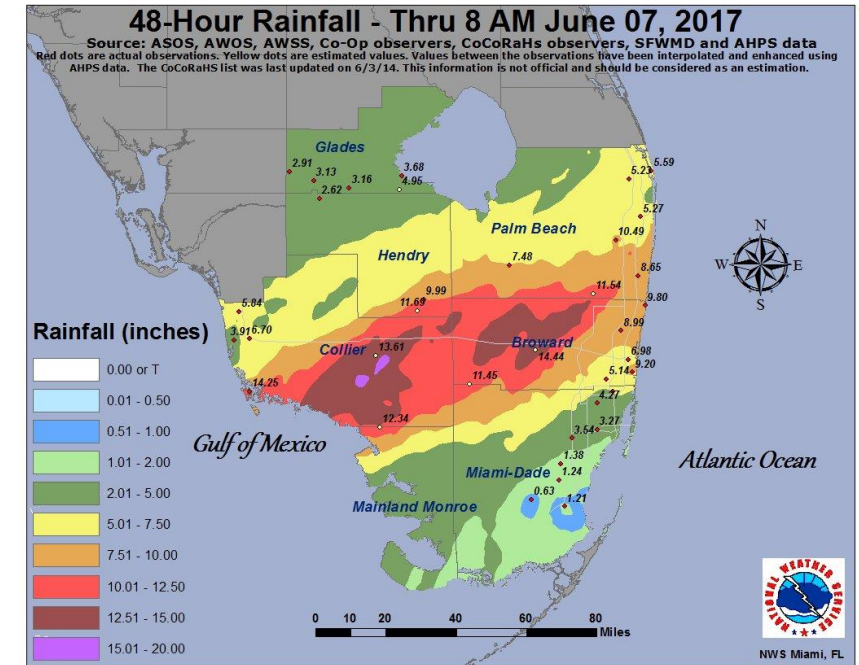 48-Hour Rainfall - Thru 8 AM June 07, 2017
Source: ASOS, AWOS, AWSS, Co-Op observers, CoCoRaHs observers, SFWMD and AHPS data
Red dots are actual observations. Yellow dots are estimated values. Values between the observations have been interpolated and enhanced using
AHPS data. The CoCoRaHS list was last updated on 6/3/14. This information is not official and should be considered as an estimation.
Glades
2.91
3.13
3.16
2.62
3.68
4.95
5.23
5.59
5.27
Palm Beach
10.49
Hendry
7.48
8.65
N
W
E
S
9.99
11.69
11.54
9.80
5.84
3.91
6.70
8.99
Collier
13.61
Broward
14.44
6.98
9.20
5.14
14.25
11.45
4.27
12.34
3.27
3.54
Gulf of Mexico
Atlantic Ocean
1.38
1.24
Miami-Dade
0.63
1.21
Mainland Monroe
Rainfall (inches)
0.00 or T
0.01 - 0.50
0.51 - 1.00
1.01 - 2.00
2.01 - 5.00
5.01 - 7.50
7.51 - 10.00
10.01 - 12.50
12.51 - 15.00
15.01 - 20.00
0 10 20 40 60 80
Miles
NATIONAL WEATHER SERVICE
NWS Miami, FL